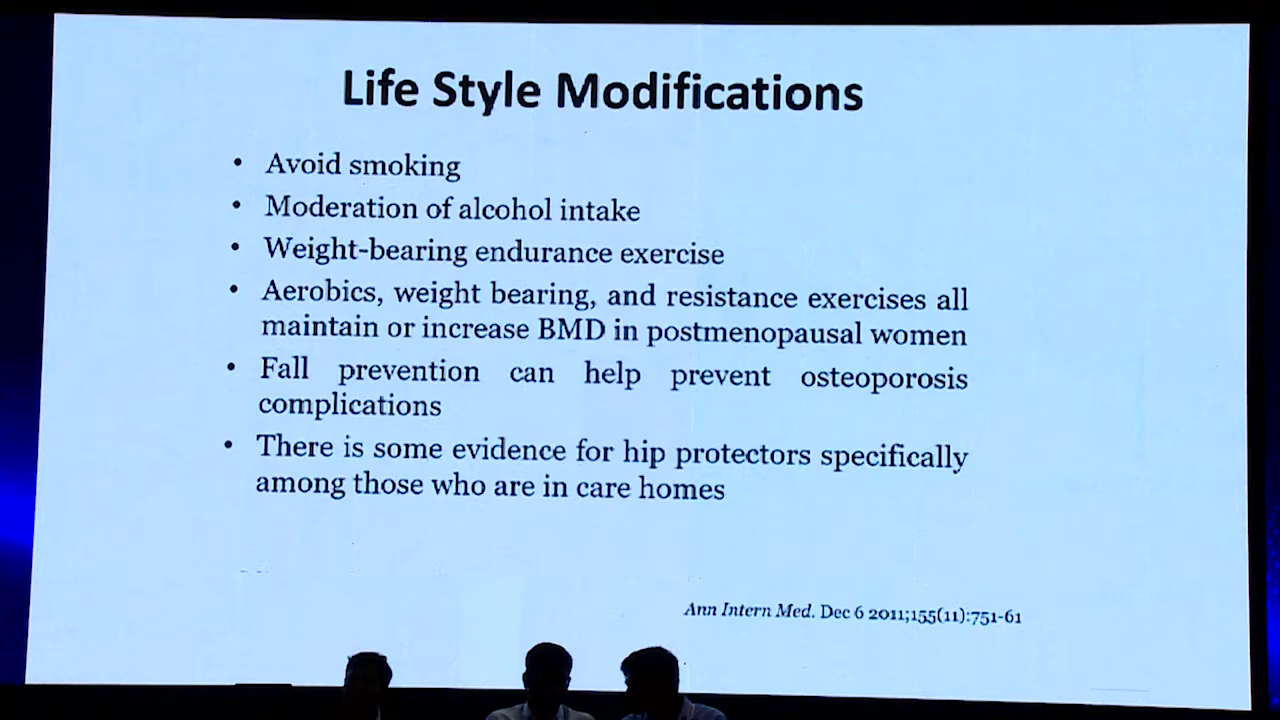 Life Style Modifications
• Avoid smoking
• Moderation of alcohol intake
• Weight-bearing endurance exercise
• Aerobics, weight bearing, and resistance exercises all
maintain or increase BMD in postmenopausal women
• Fall prevention can help prevent osteoporosis
complications
• There is some evidence for hip protectors specifically
among those who are in care homes
Ann Intern Med. Dec 6 2011;155(11):751-61